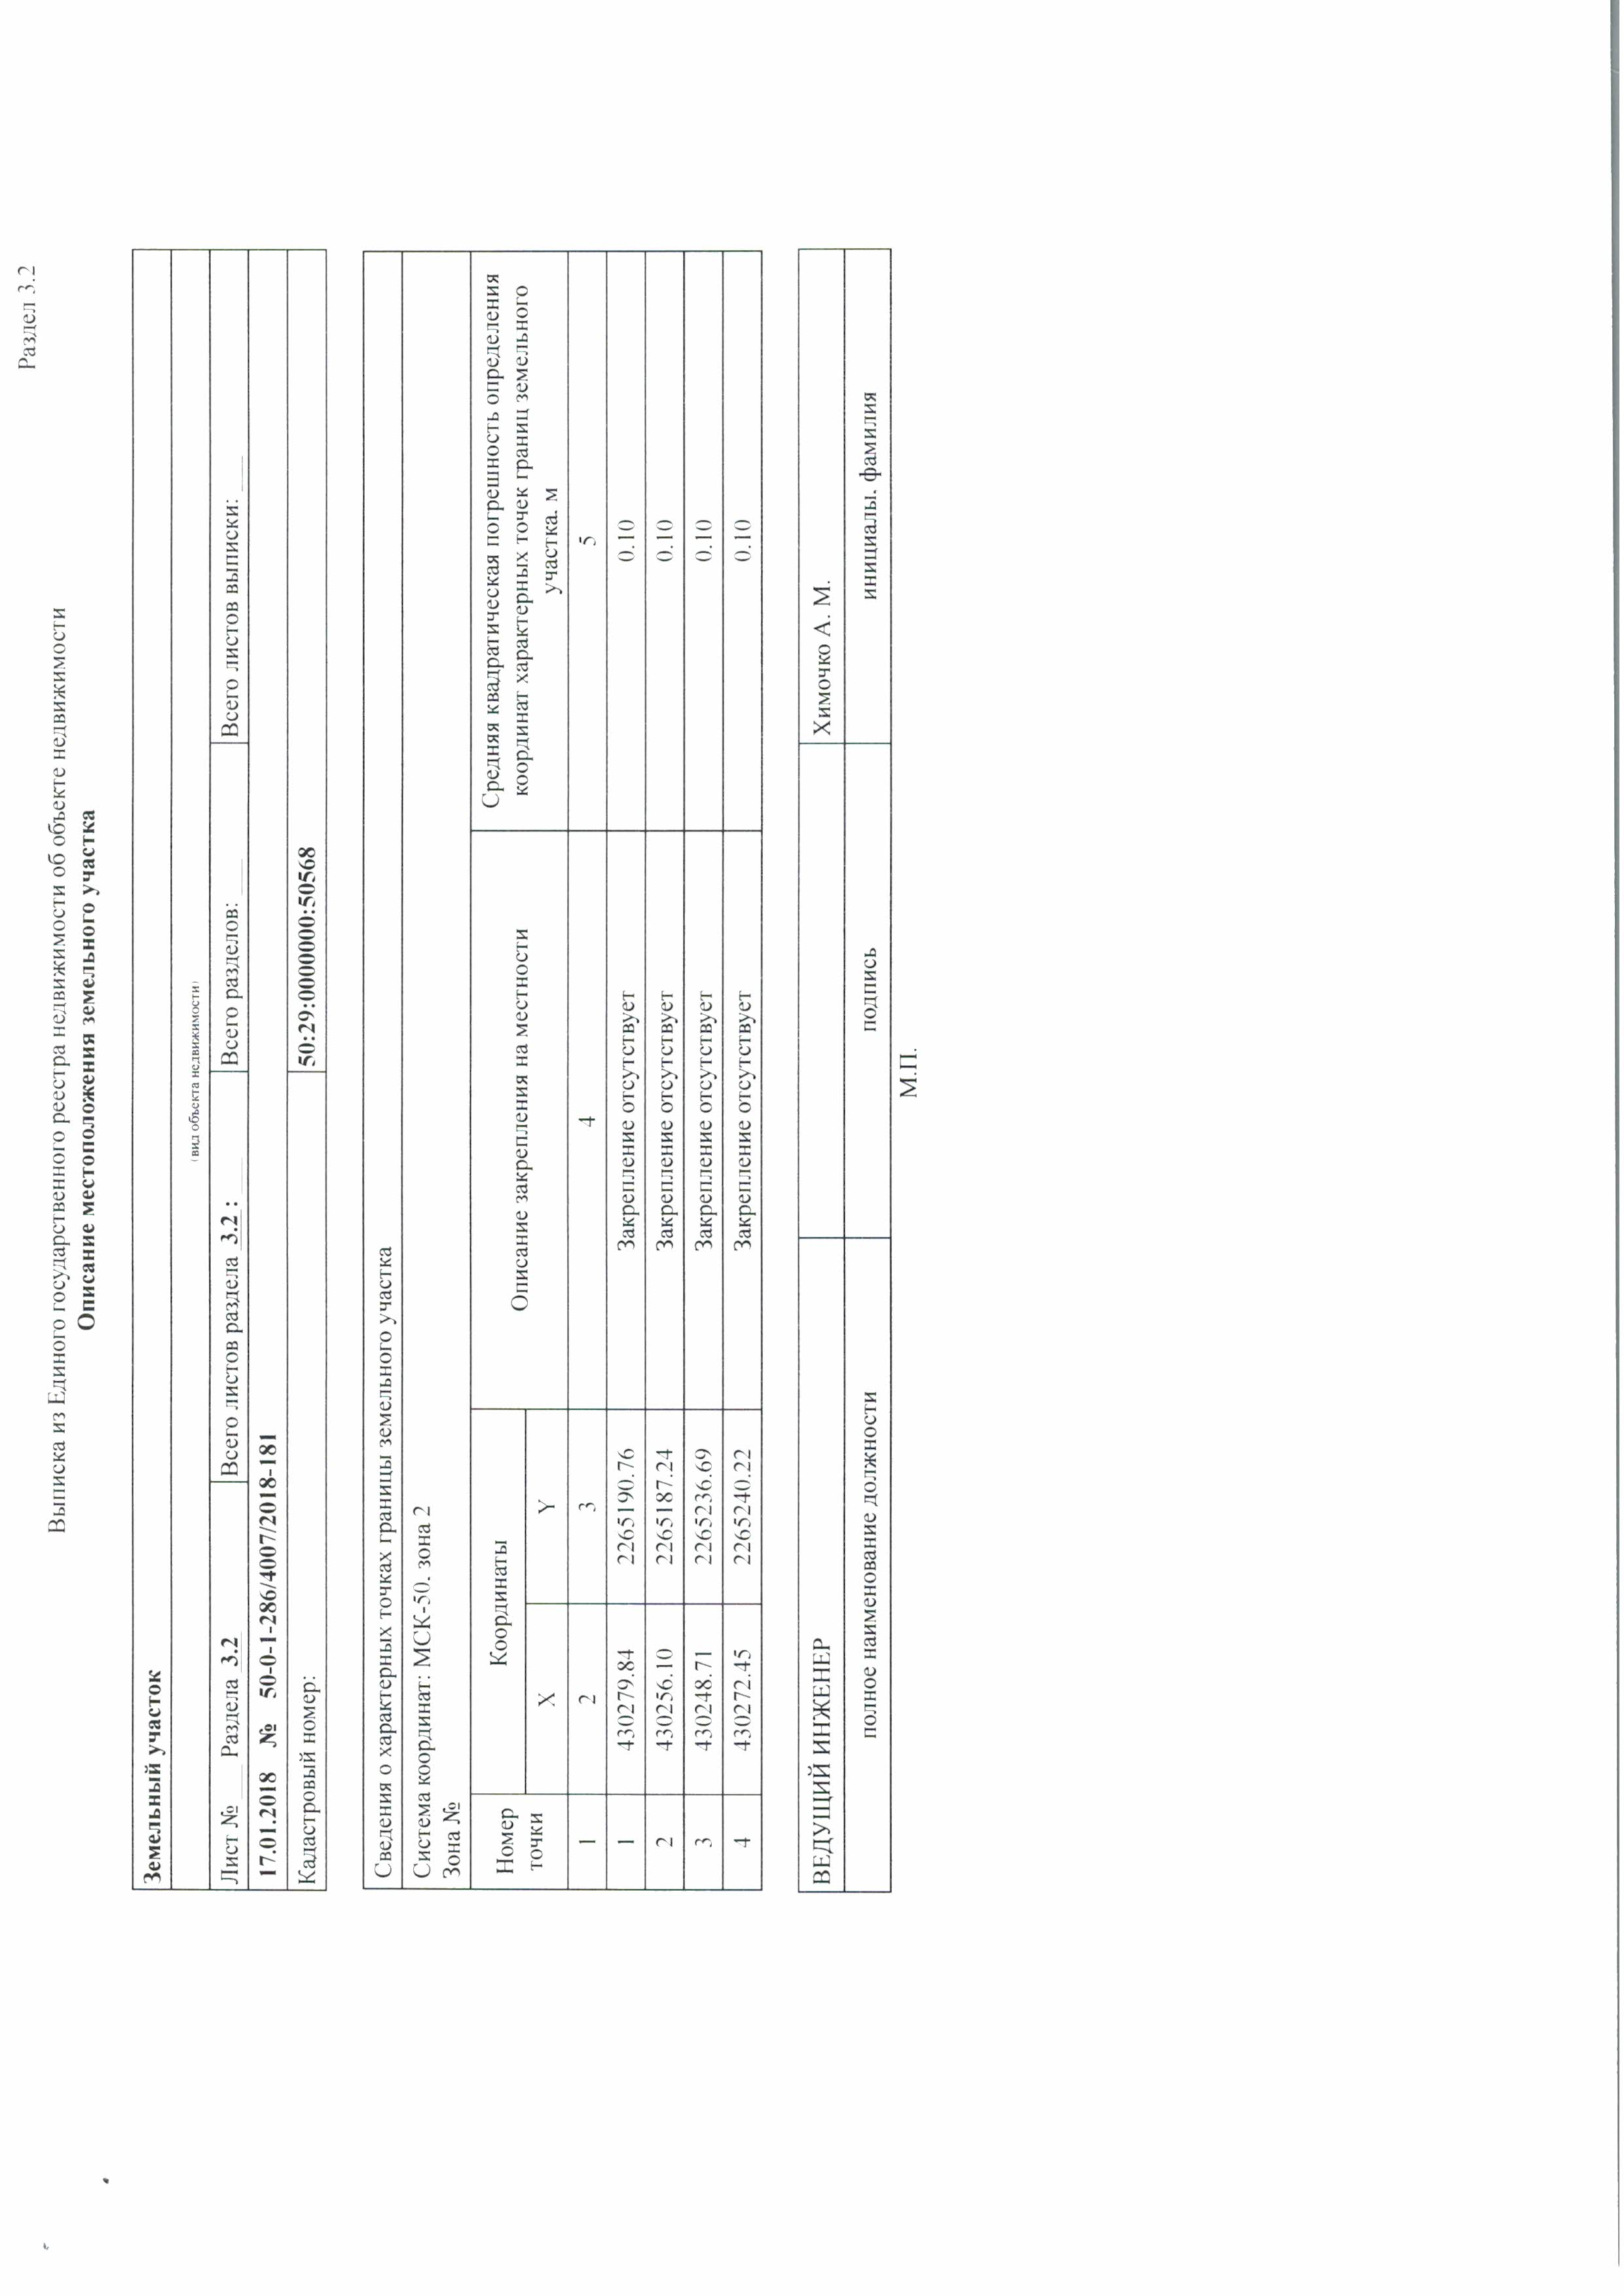 Раздел 3.2
Выписка из Единого государственного реестра недвижимости об объекте недвижимости
Описание местоположения земельного участка
Земельный участок
(вид объекта недвижимости)
Лист № ___ Раздела 3.2 Всего листов раздела 3.2 : ___ Всего разделов: ___ Всего листов выписки: ___
17.01.2018 № 50-0-1-286/4007/2018-181
Кадастровый номер: 50:29:0000000:50568
Сведения о характерных точках границы земельного участка
Система координат: МСК-50. зона 2
Зона №
Номер точки Координаты Описание закрепления на местности Средняя квадратическая погрешность определения координат характерных точек границ земельного участка. м
X Y
1 2 3 4 5
1 430279.84 2265190.76 Закрепление отсутствует 0.10
2 430256.10 2265187.24 Закрепление отсутствует 0.10
3 430248.71 2265236.69 Закрепление отсутствует 0.10
4 430272.45 2265240.22 Закрепление отсутствует 0.10
ВЕДУЩИЙ ИНЖЕНЕР Химочко А. М.
полное наименование должности подпись инициалы. фамилия
М.П.